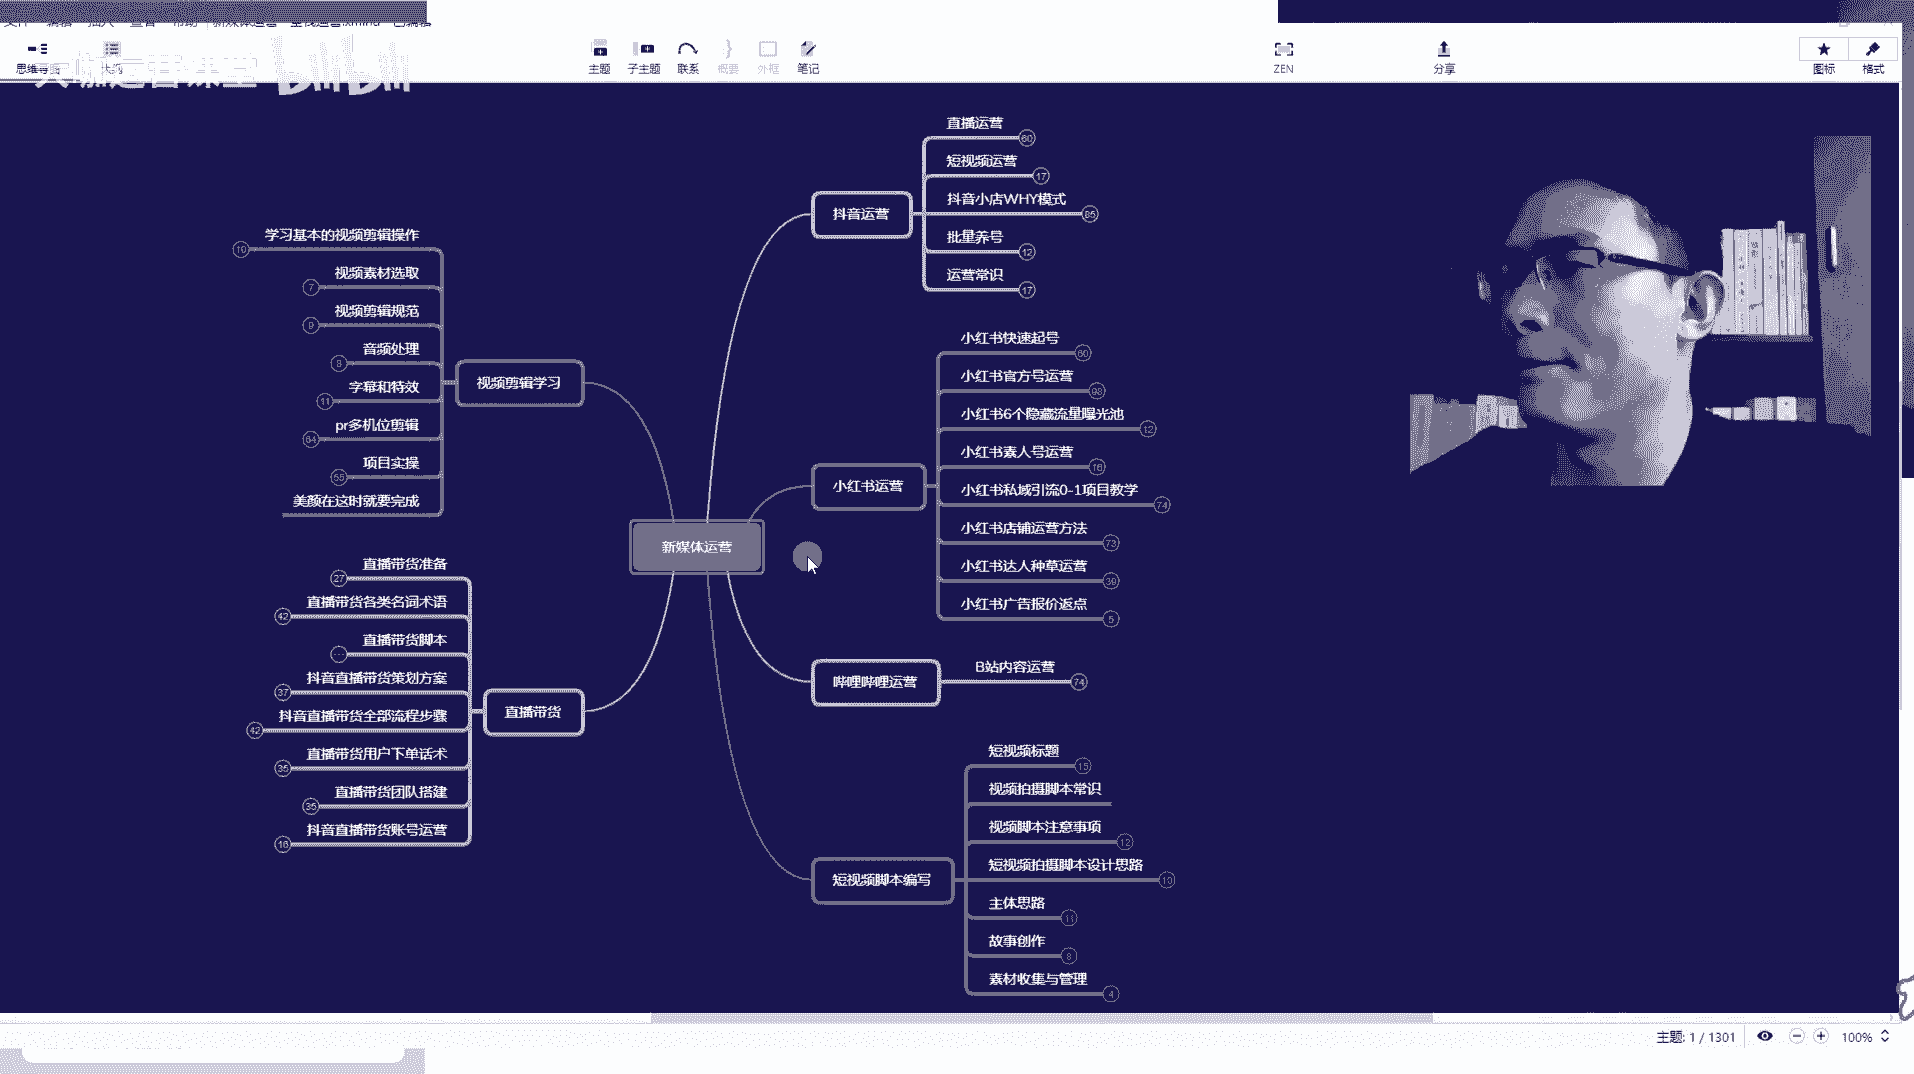 思维导图
大纲
主题
子主题
联系
概要
外框
笔记
ZEN
分享
图标
格式
bilibili
新媒体运营
抖音运营
直播运营
60
短视频运营
17
抖音小店WHY模式
85
批量养号
12
运营常识
17
小红书运营
小红书快速起号
60
小红书官方号运营
98
小红书6个隐藏流量曝光池
12
小红书素人号运营
16
小红书私域引流0-1项目教学
74
小红书店铺运营方法
73
小红书达人种草运营
39
小红书广告报价返点
5
哔哩哔哩运营
B站内容运营
74
短视频脚本编写
短视频标题
15
视频拍摄脚本常识
视频脚本注意事项
12
短视频拍摄脚本设计思路
10
主体思路
11
故事创作
8
素材收集与管理
4
视频剪辑学习
学习基本的视频剪辑操作
10
视频素材选取
7
视频剪辑规范
9
音频处理
8
字幕和特效
11
pr多机位剪辑
64
项目实操
55
美颜在这时就要完成
直播带货
直播带货准备
27
直播带货各类名词术语
42
直播带货脚本
直播带货策划方案
37
抖音直播带货全部流程步骤
42
直播带货用户下单话术
35
直播带货团队搭建
35
抖音直播带货账号运营
16
主题: 1 / 1301
100%